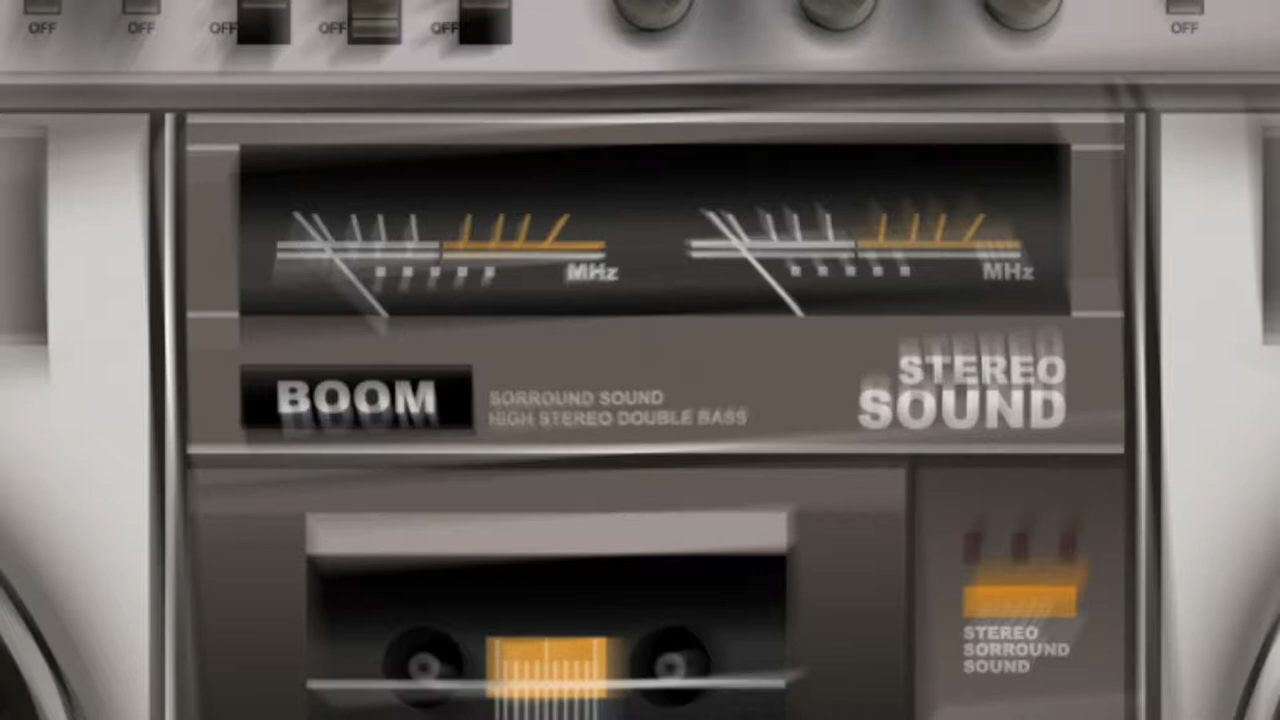 OFF
OFF
OFF
OFF
OFF
OFF
MHz
MHz
BOOM
SORROUND SOUND
HIGH STEREO DOUBLE BASS
STEREO
SOUND
STEREO
SORROUND
SOUND